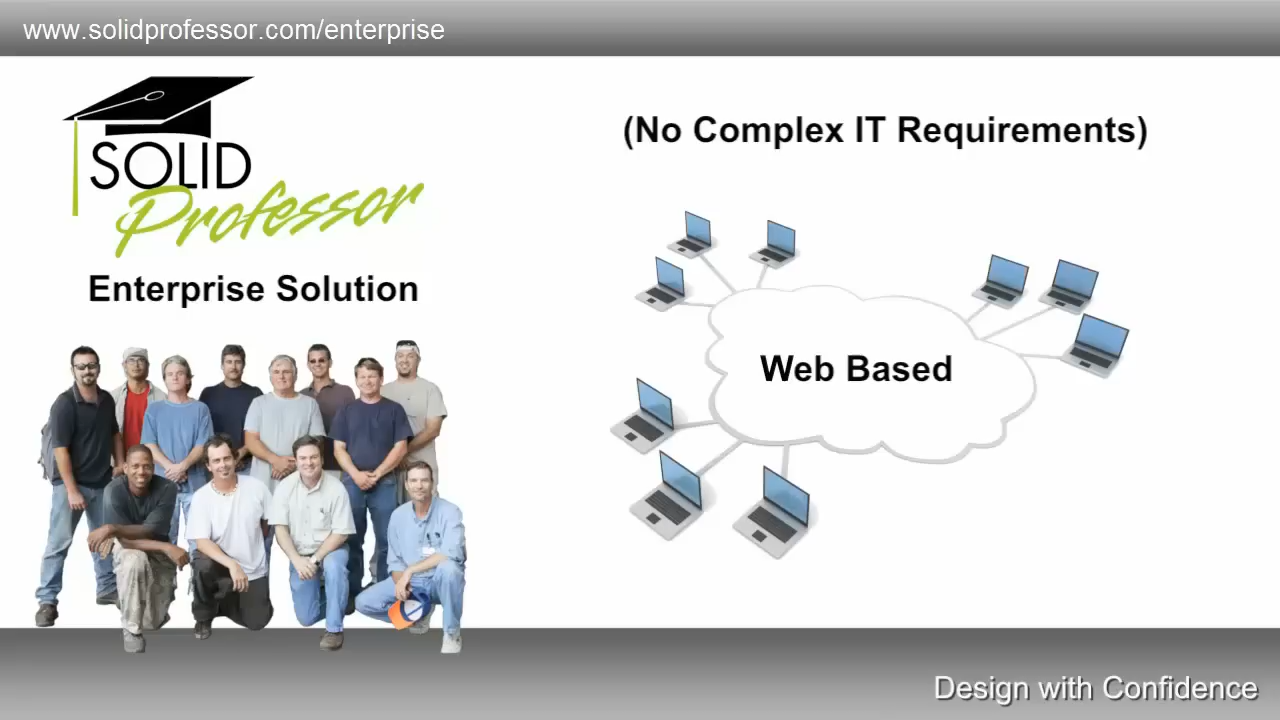 www.solidprofessor.com/enterprise
SOLID
Professor
Enterprise Solution
(No Complex IT Requirements)
Web Based
Design with Confidence